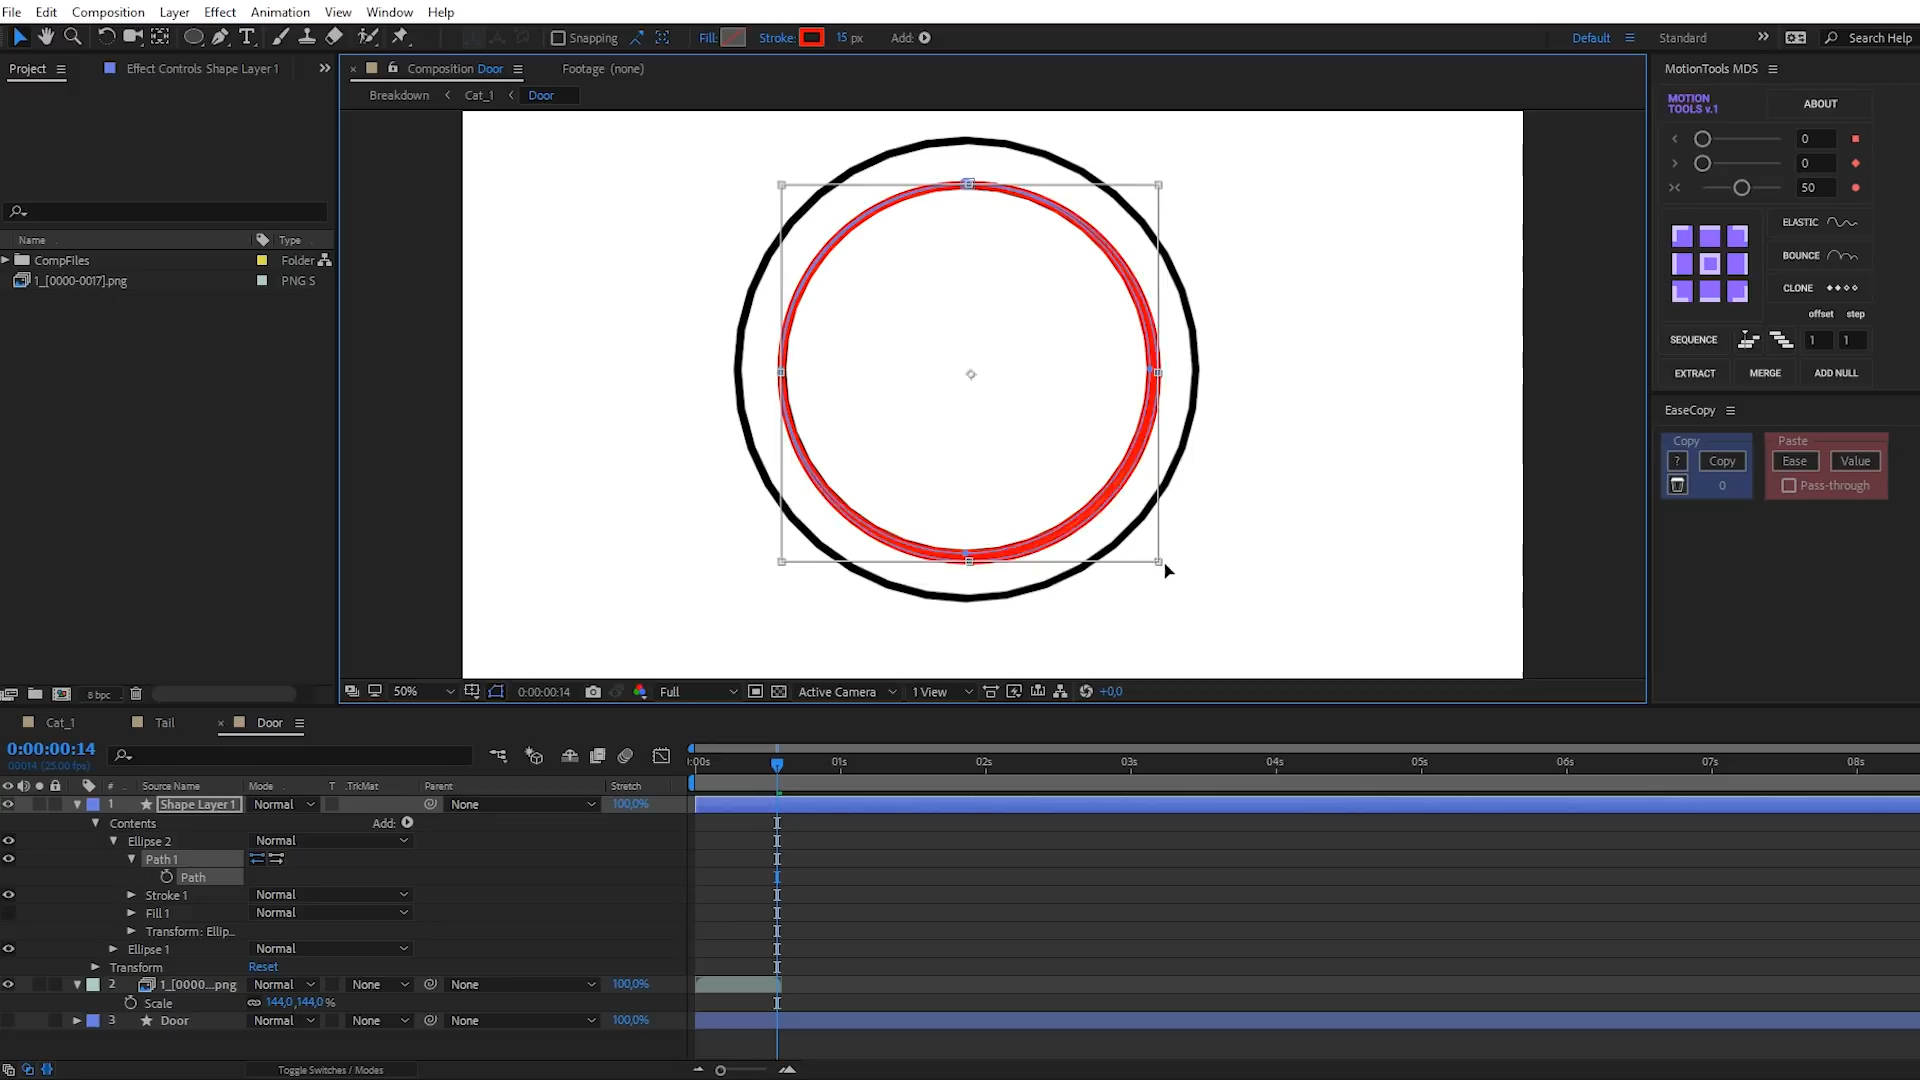 File Edit Composition Layer Effect Animation View Window Help
Snapping Fill: Stroke: 15 px Add: Default Standard Search Help
Project Effect Controls Shape Layer 1 Composition Door Footage (none) MotionTools MDS
Breakdown Cat_1 Door
MOTION TOOLS v.1 ABOUT
0
0
50
ELASTIC
BOUNCE
CLONE
offset step
SEQUENCE 1 1
EXTRACT MERGE ADD NULL
EaseCopy
Copy Paste
? Copy Ease Value
0 Pass-through
Name Type
CompFiles Folder
1_[0000-0017].png PNG S
8 bpc 50% 0:00:00:14 Full Active Camera 1 View +0,0
Cat_1 Tail Door
0:00:00:14
00014 (25.00 fps)
:00s 01s 02s 03s 04s 05s 06s 07s 08s
# Source Name Mode T .TrkMat Parent Stretch
1 Shape Layer 1 Normal None 100,0%
Contents Add:
Ellipse 2 Normal
Path 1
Path
Stroke 1 Normal
Fill 1 Normal
Transform: Ellip...
Ellipse 1 Normal
Transform Reset
2 1_[0000...png Normal None None 100,0%
Scale 144,0,144,0 %
3 Door Normal None None 100,0%
Toggle Switches / Modes